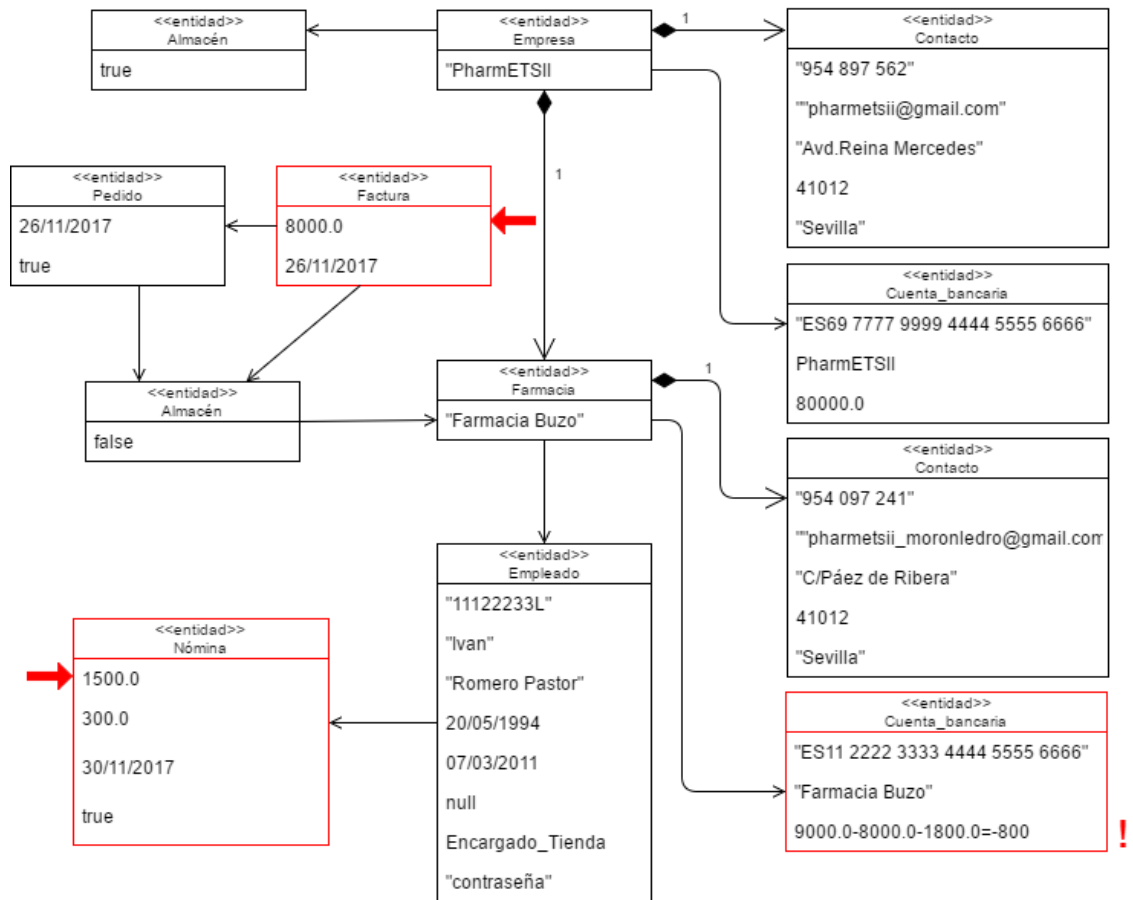 <<entidad>>
Almacén
true
<<entidad>>
Empresa
"PharmETSII
1
<<entidad>>
Contacto
"954 897 562"
""pharmetsii@gmail.com"
"Avd.Reina Mercedes"
41012
"Sevilla"
<<entidad>>
Pedido
26/11/2017
true
<<entidad>>
Factura
8000.0
26/11/2017
1
<<entidad>>
Cuenta_bancaria
"ES69 7777 9999 4444 5555 6666"
PharmETSII
80000.0
<<entidad>>
Almacén
false
<<entidad>>
Farmacia
"Farmacia Buzo"
1
<<entidad>>
Contacto
"954 097 241"
""pharmetsii_moronledro@gmail.com
"C/Páez de Ribera"
41012
"Sevilla"
<<entidad>>
Empleado
"11122233L"
"Ivan"
"Romero Pastor"
20/05/1994
07/03/2011
null
Encargado_Tienda
"contraseña"
<<entidad>>
Nómina
1500.0
300.0
30/11/2017
true
<<entidad>>
Cuenta_bancaria
"ES11 2222 3333 4444 5555 6666"
"Farmacia Buzo"
9000.0-8000.0-1800.0=-800
!